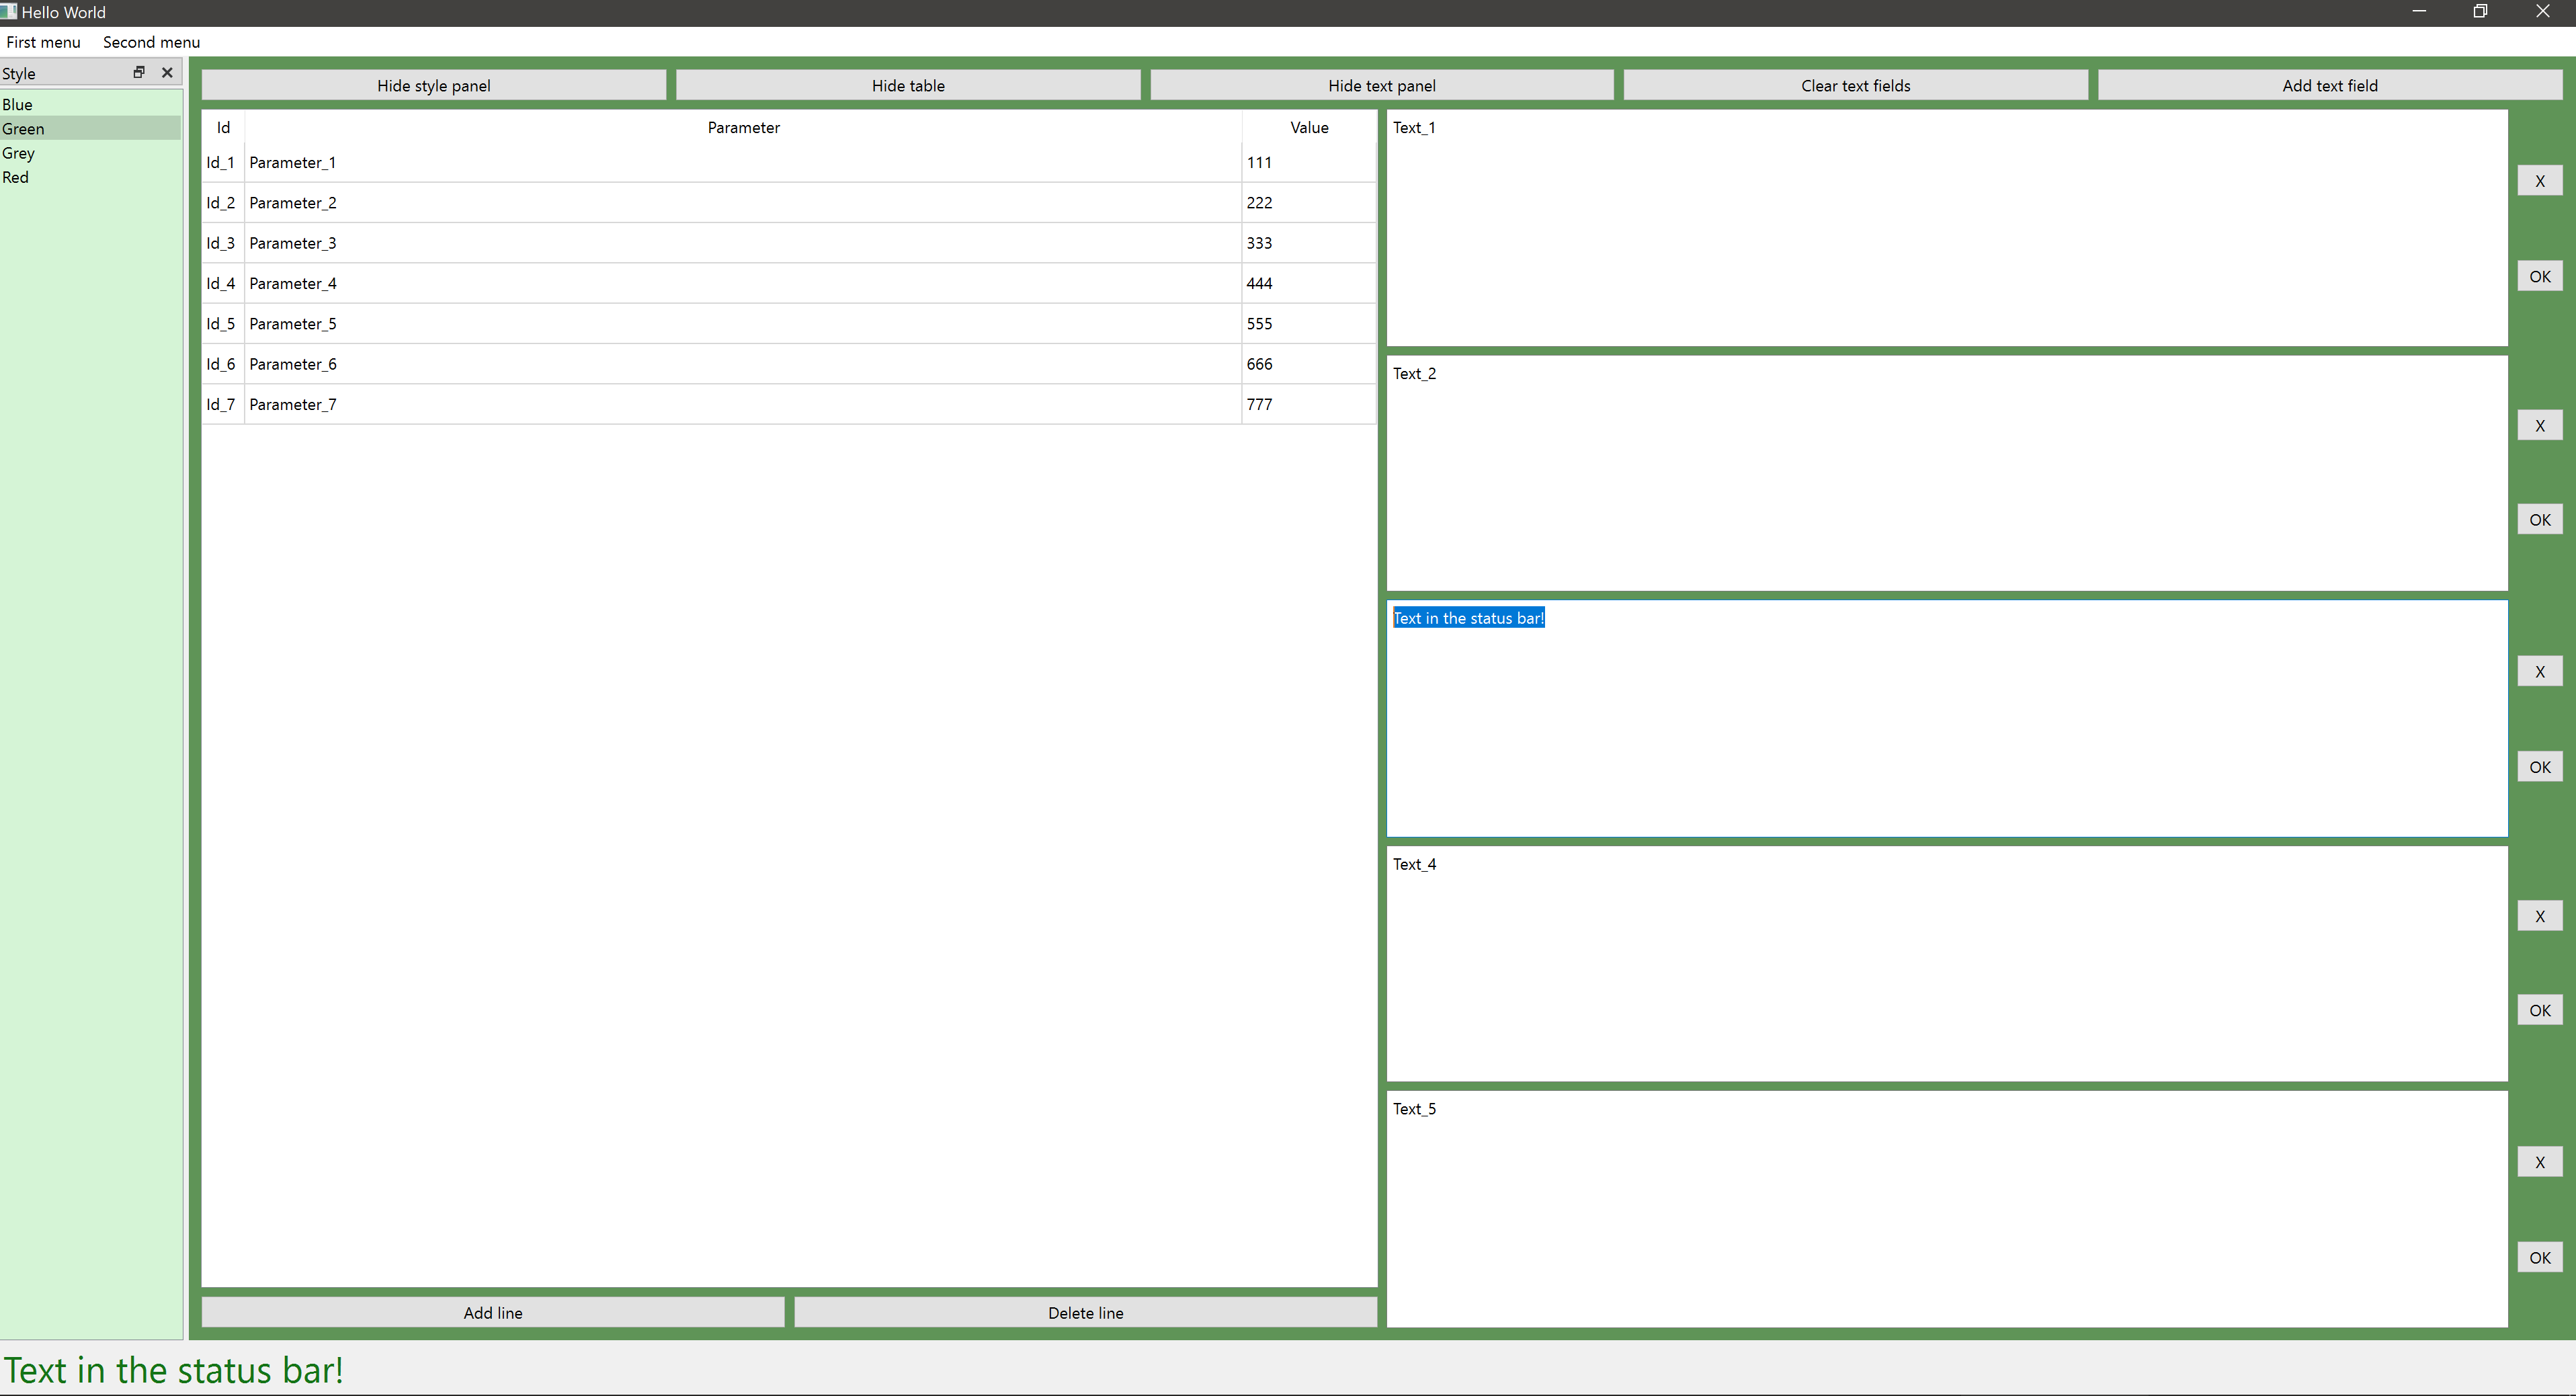 Hello World
First menu Second menu
Style
Blue
Green
Grey
Red
Hide style panel Hide table Hide text panel Clear text fields Add text field
Id Parameter Value
Id_1 Parameter_1 111
Id_2 Parameter_2 222
Id_3 Parameter_3 333
Id_4 Parameter_4 444
Id_5 Parameter_5 555
Id_6 Parameter_6 666
Id_7 Parameter_7 777
Add line Delete line
Text_1
X
OK
Text_2
X
OK
Text in the status bar!
X
OK
Text_4
X
OK
Text_5
X
OK
Text in the status bar!